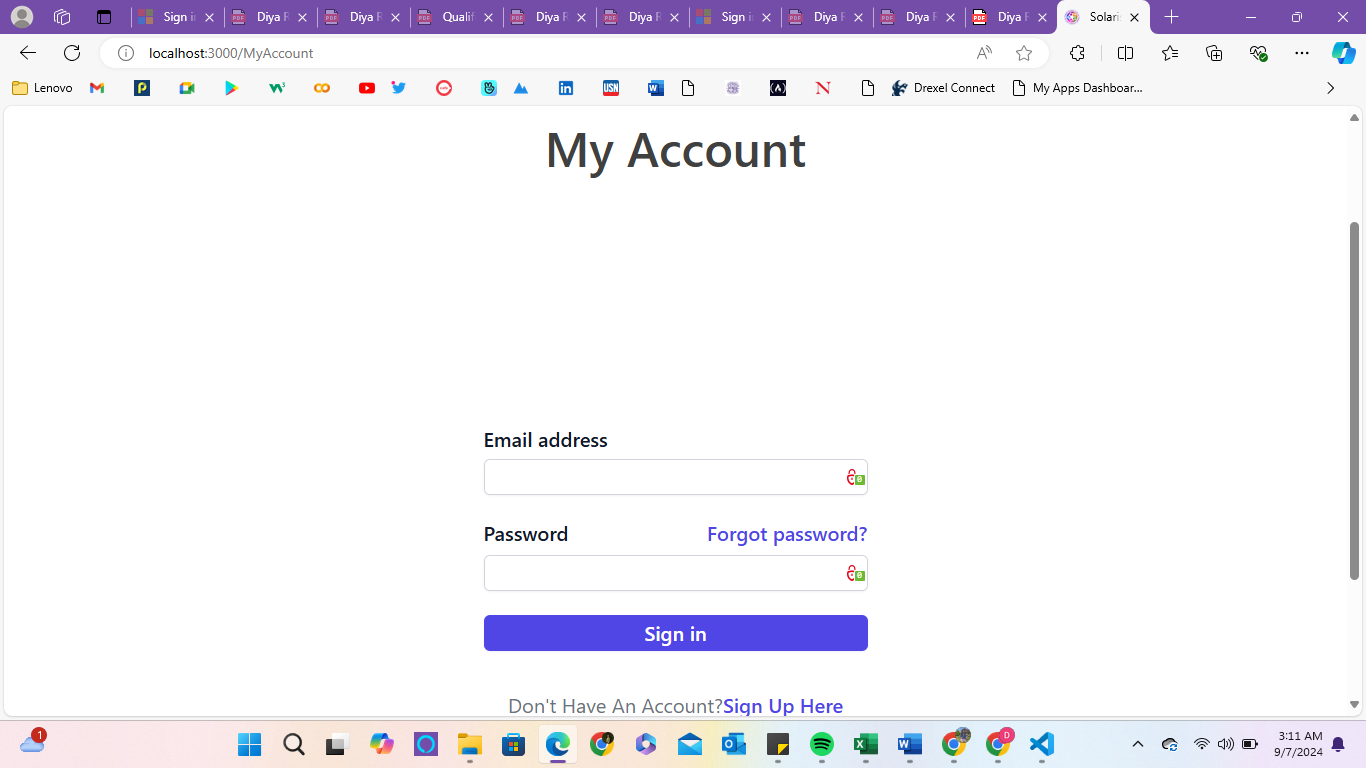 Sign i
Diya R
Diya R
Qualif
Diya R
Diya R
Sign i
Diya R
Diya R
Diya R
Solari
localhost:3000/MyAccount
Lenovo
USN
Drexel Connect
My Apps Dashboar...
My Account
Email address
Password Forgot password?
Sign in
Don't Have An Account?Sign Up Here
1
D
3:11 AM
9/7/2024